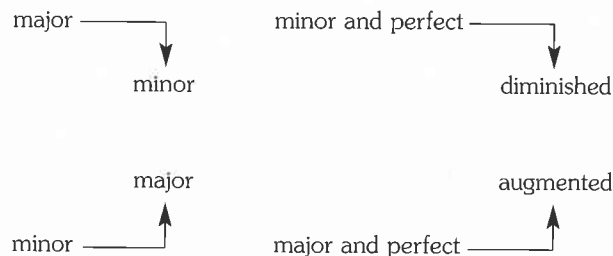 major minor and perfect
minor diminished
major augmented
minor major and perfect